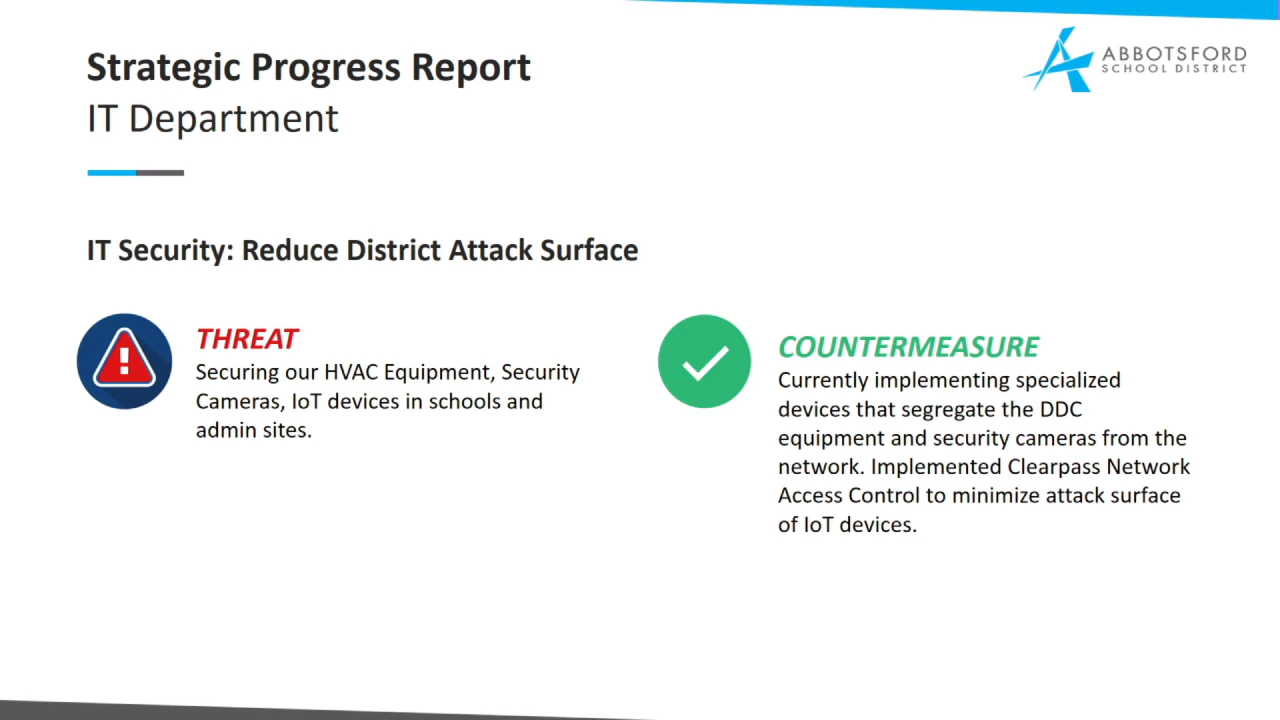 Strategic Progress Report
IT Department
ABBOTSFORD
SCHOOL DISTRICT
IT Security: Reduce District Attack Surface
THREAT
Securing our HVAC Equipment, Security
Cameras, IoT devices in schools and
admin sites.
COUNTERMEASURE
Currently implementing specialized
devices that segregate the DDC
equipment and security cameras from the
network. Implemented Clearpass Network
Access Control to minimize attack surface
of IoT devices.